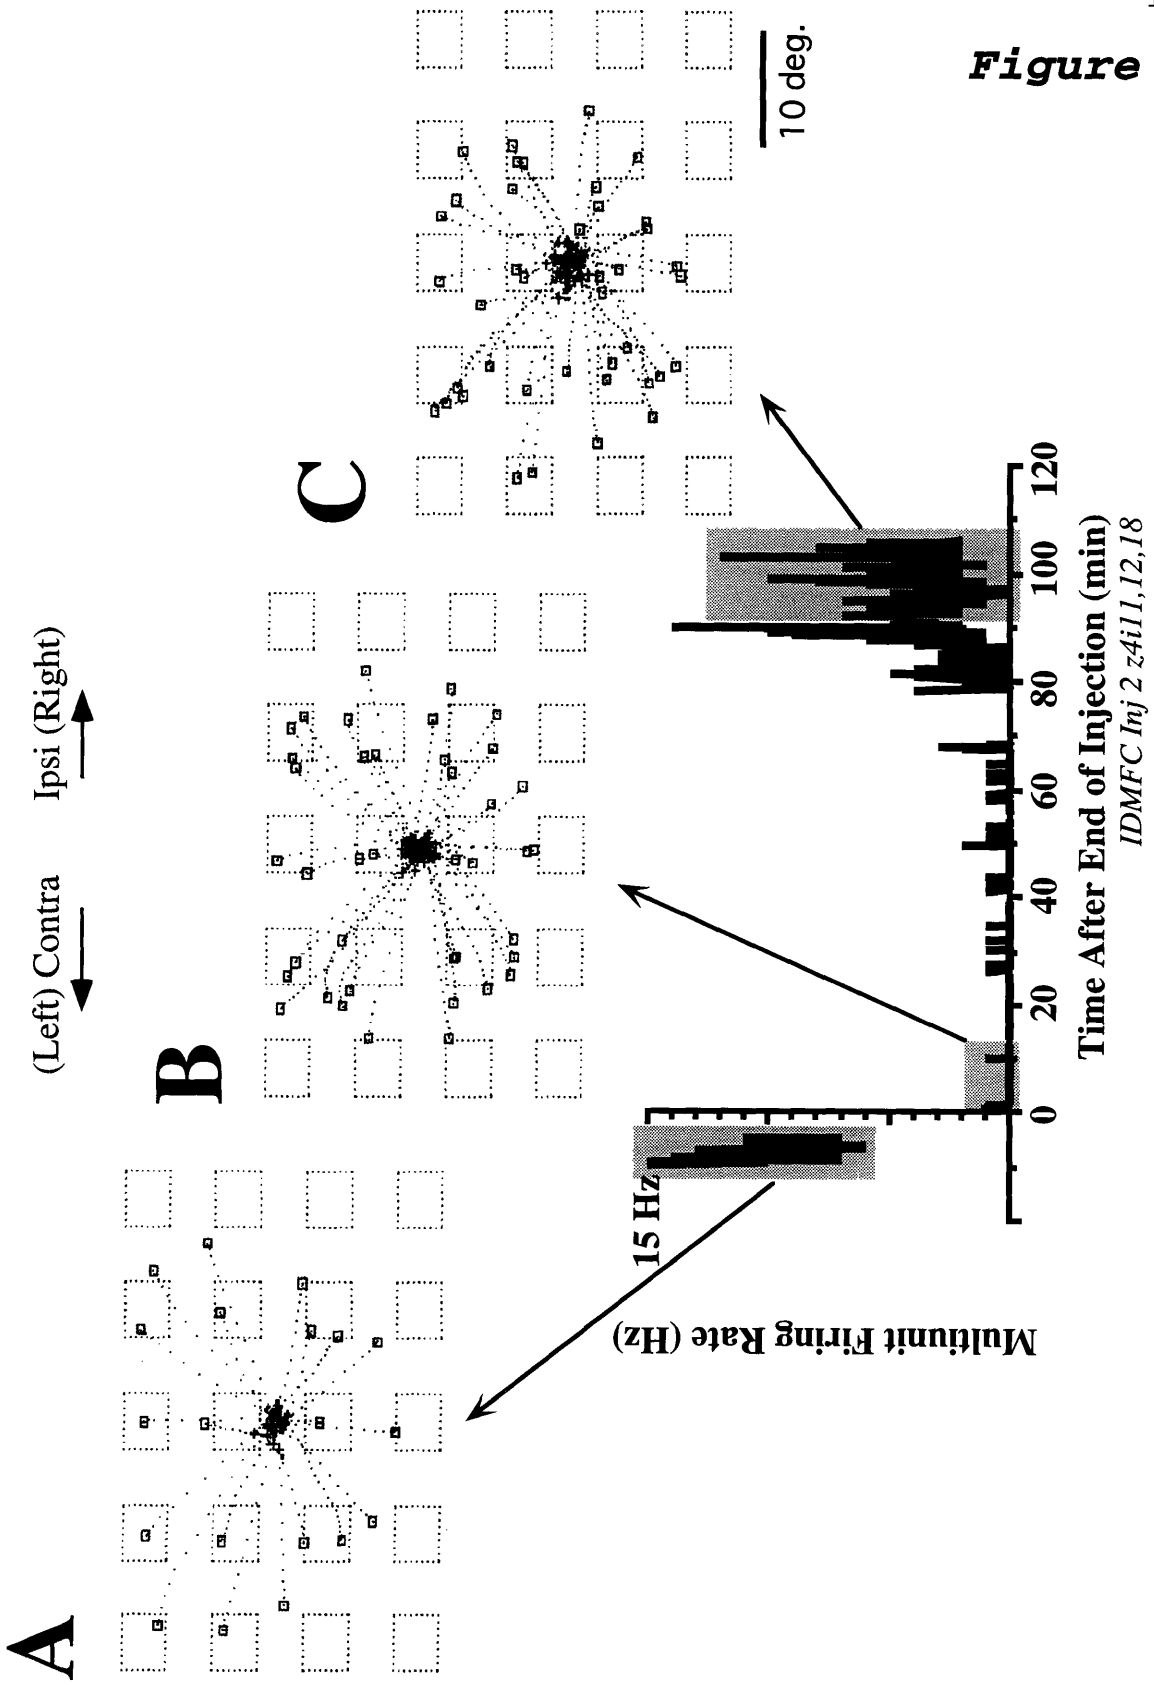 (Left) Contra
Ipsi (Right)
A
B
C
10 deg.
Multiunit Firing Rate (Hz)
15 Hz
0
20
40
60
80
100
120
Time After End of Injection (min)
IDMFC Inj 2 z4i11,12,18
Figure